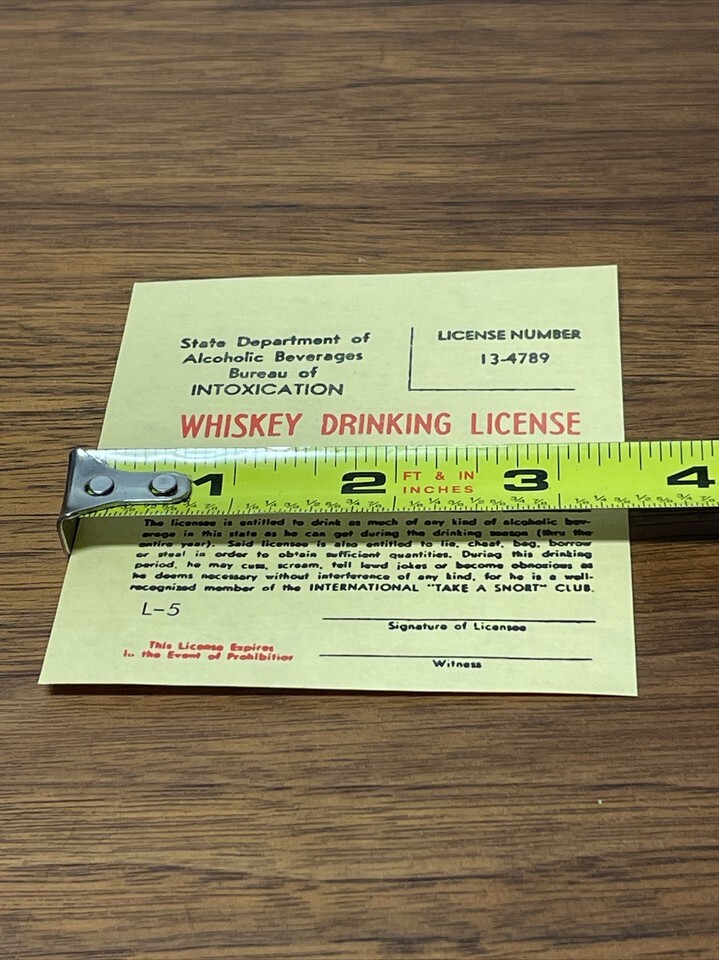 State Department of
Alcoholic Beverages
Bureau of
INTOXICATION
LICENSE NUMBER
13-4789
WHISKEY DRINKING LICENSE
1 2 FT & IN 3 4
INCHES
The licensee is entitled to drink as much of any kind of alcoholic bev-
erage in this state as he can get during the drinking season (thru the
entire year). Said licensee is also entitled to lie, cheat, beg, borrow
or steal in order to obtain sufficient quantities. During this drinking
period, he may cuss, scream, tell lewd jokes or become obnoxious as
he deems necessary without interference of any kind, for he is a well-
recognized member of the INTERNATIONAL "TAKE A SNORT" CLUB.
L-5
Signature of Licensee
This License Expires
In the Event of Prohibition
Witness